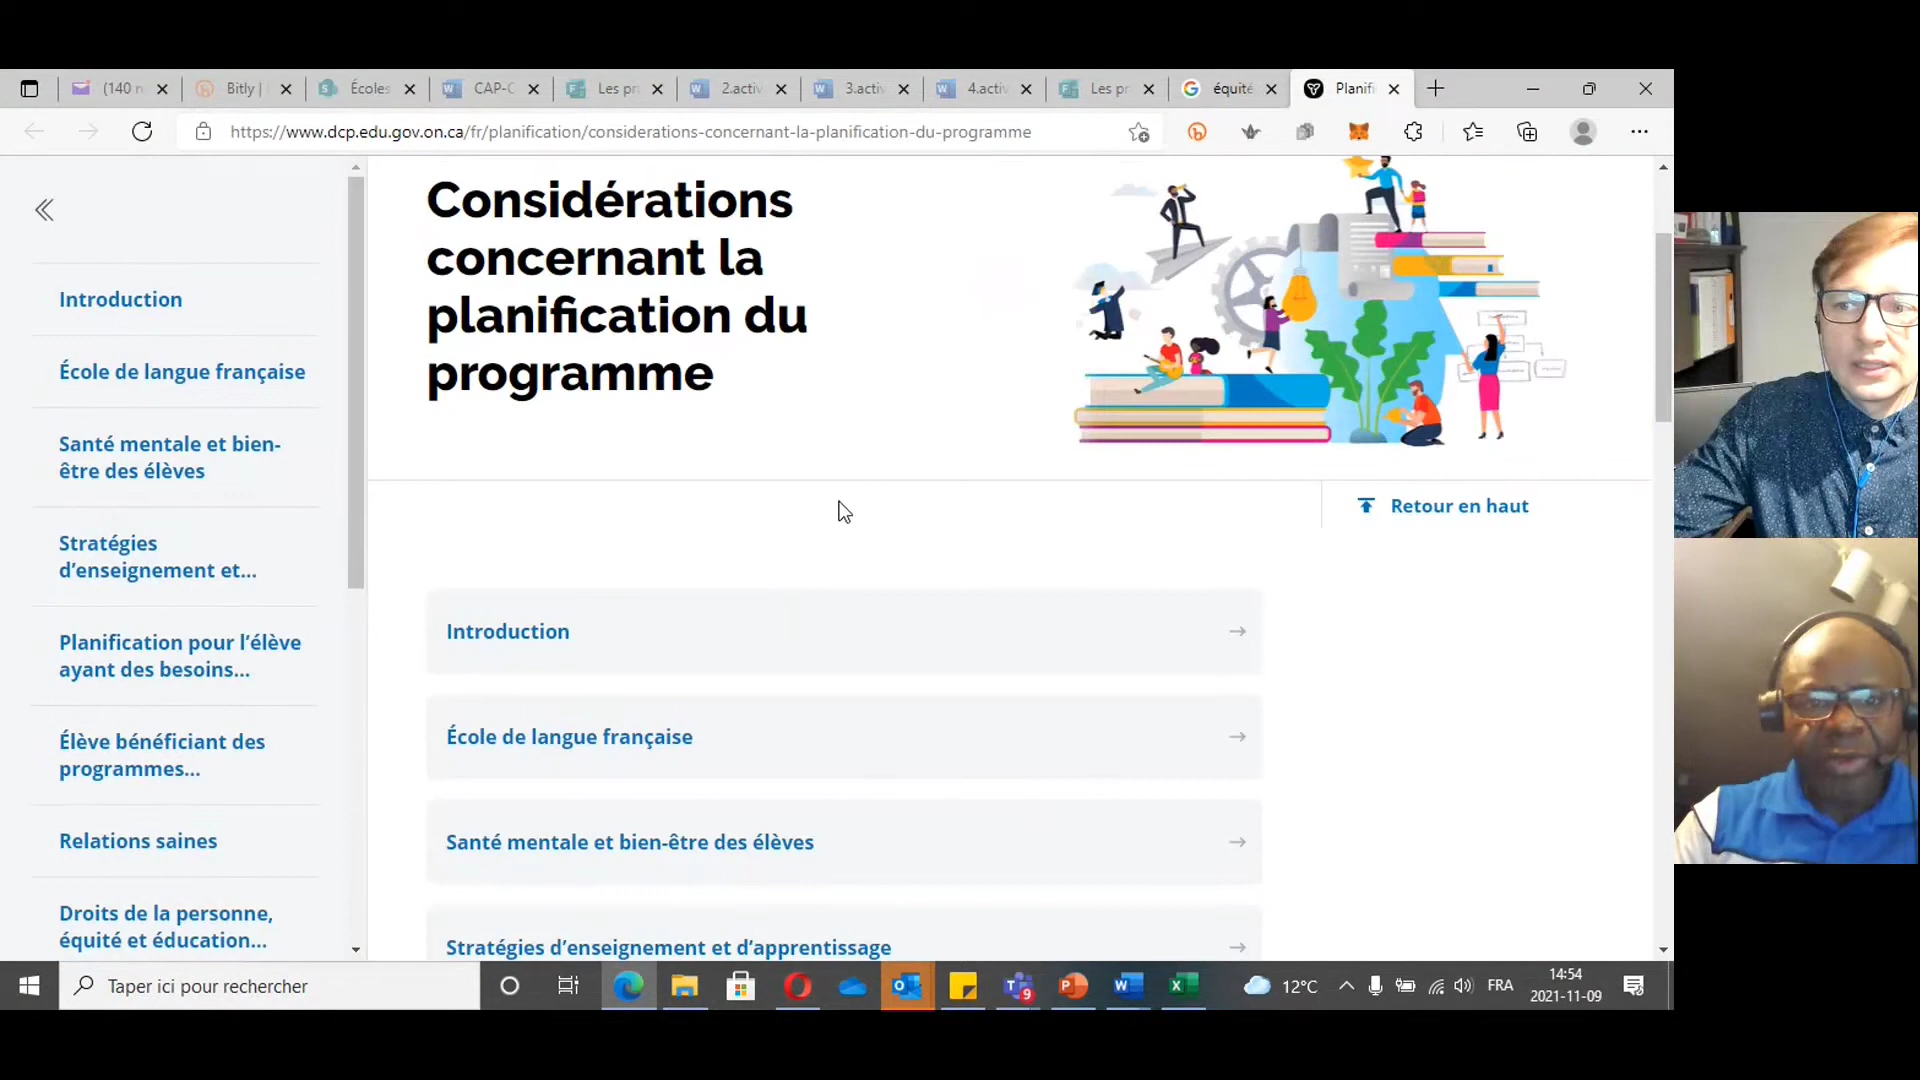 (140 n
Bitly |
Écoles
CAP-C
Les pr
2.activ
3.activ
4.activ
Les pr
équité
Planifi
https://www.dcp.edu.gov.on.ca/fr/planification/considerations-concernant-la-planification-du-programme
Introduction
École de langue française
Santé mentale et bien-
être des élèves
Stratégies
d’enseignement et...
Planification pour l’élève
ayant des besoins...
Élève bénéficiant des
programmes...
Relations saines
Droits de la personne,
équité et éducation...
Considérations
concernant la
planification du
programme
Retour en haut
Introduction
École de langue française
Santé mentale et bien-être des élèves
Stratégies d’enseignement et d’apprentissage
Taper ici pour rechercher
9
12°C
FRA
14:54
2021-11-09